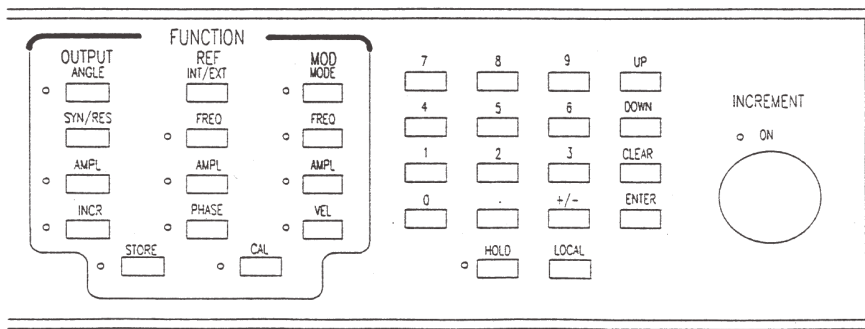 FUNCTION
OUTPUT REF MOD
ANGLE INT/EXT MODE
SYN/RES FREQ FREQ
AMPL AMPL AMPL
INCR PHASE VEL
STORE CAL
7 8 9 UP
4 5 6 DOWN
1 2 3 CLEAR
0 . +/- ENTER
HOLD LOCAL
INCREMENT
ON